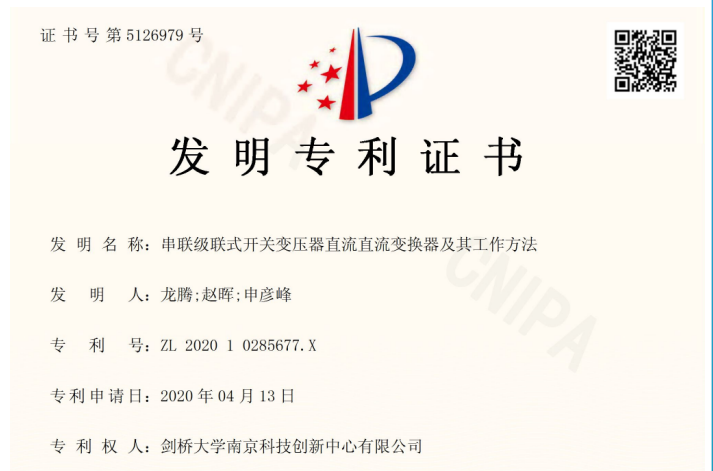 证书号第5126979号
CNIPA
发明专利证书
发明名称：串联级联式开关变压器直流直流变换器及其工作方法
CNIPA
发明人：龙腾;赵晖;申彦峰
专利号：ZL 2020 1 0285677.X
专利申请日：2020年04月13日
专利权人：剑桥大学南京科技创新中心有限公司